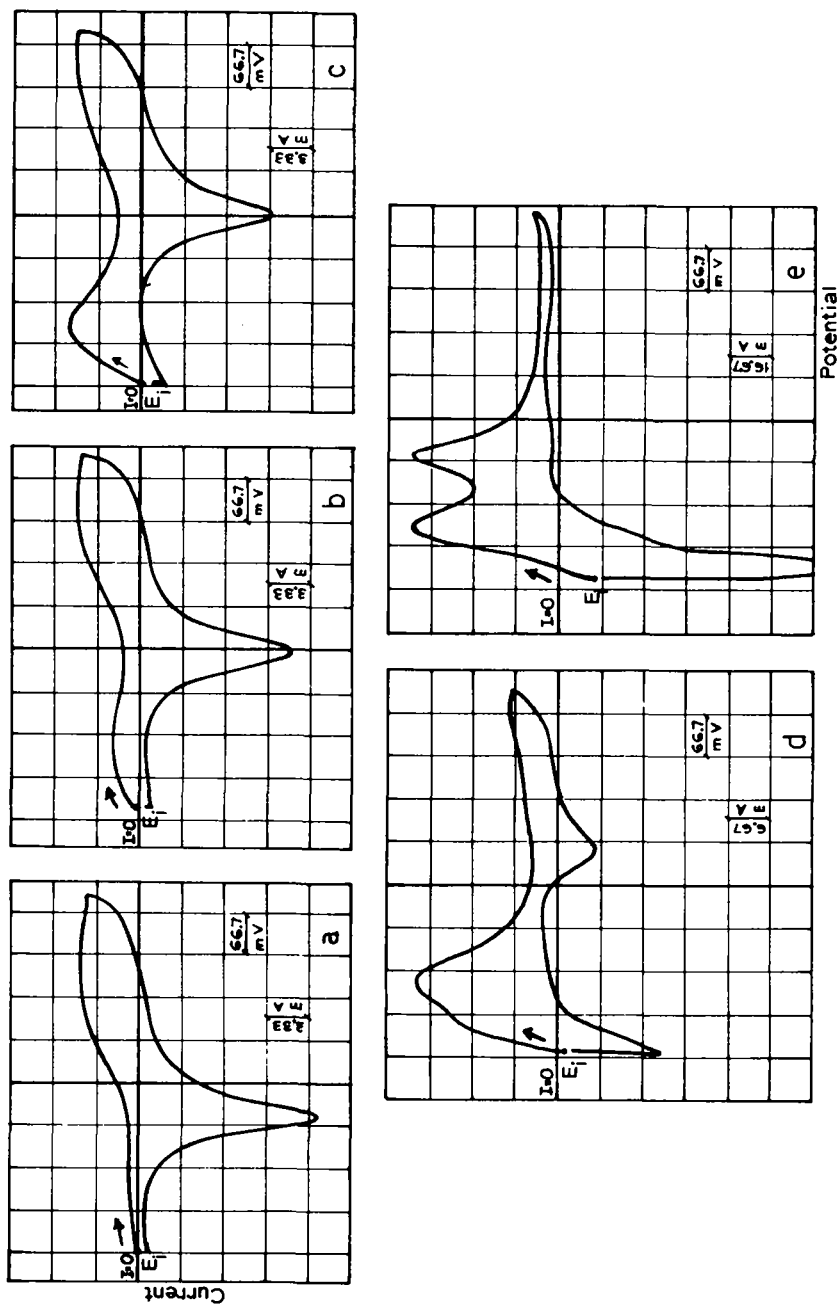 Current
I=0
Ei
66.7
mV
3,33
mA
a
I=0
Ei
66.7
mV
3,33
mA
b
I=0
Ei
66.7
mV
3,33
mA
c
I=0
Ei
66.7
mV
6,67
mA
d
I=0
Ei
66.7
mV
16,67
mA
e
Potential